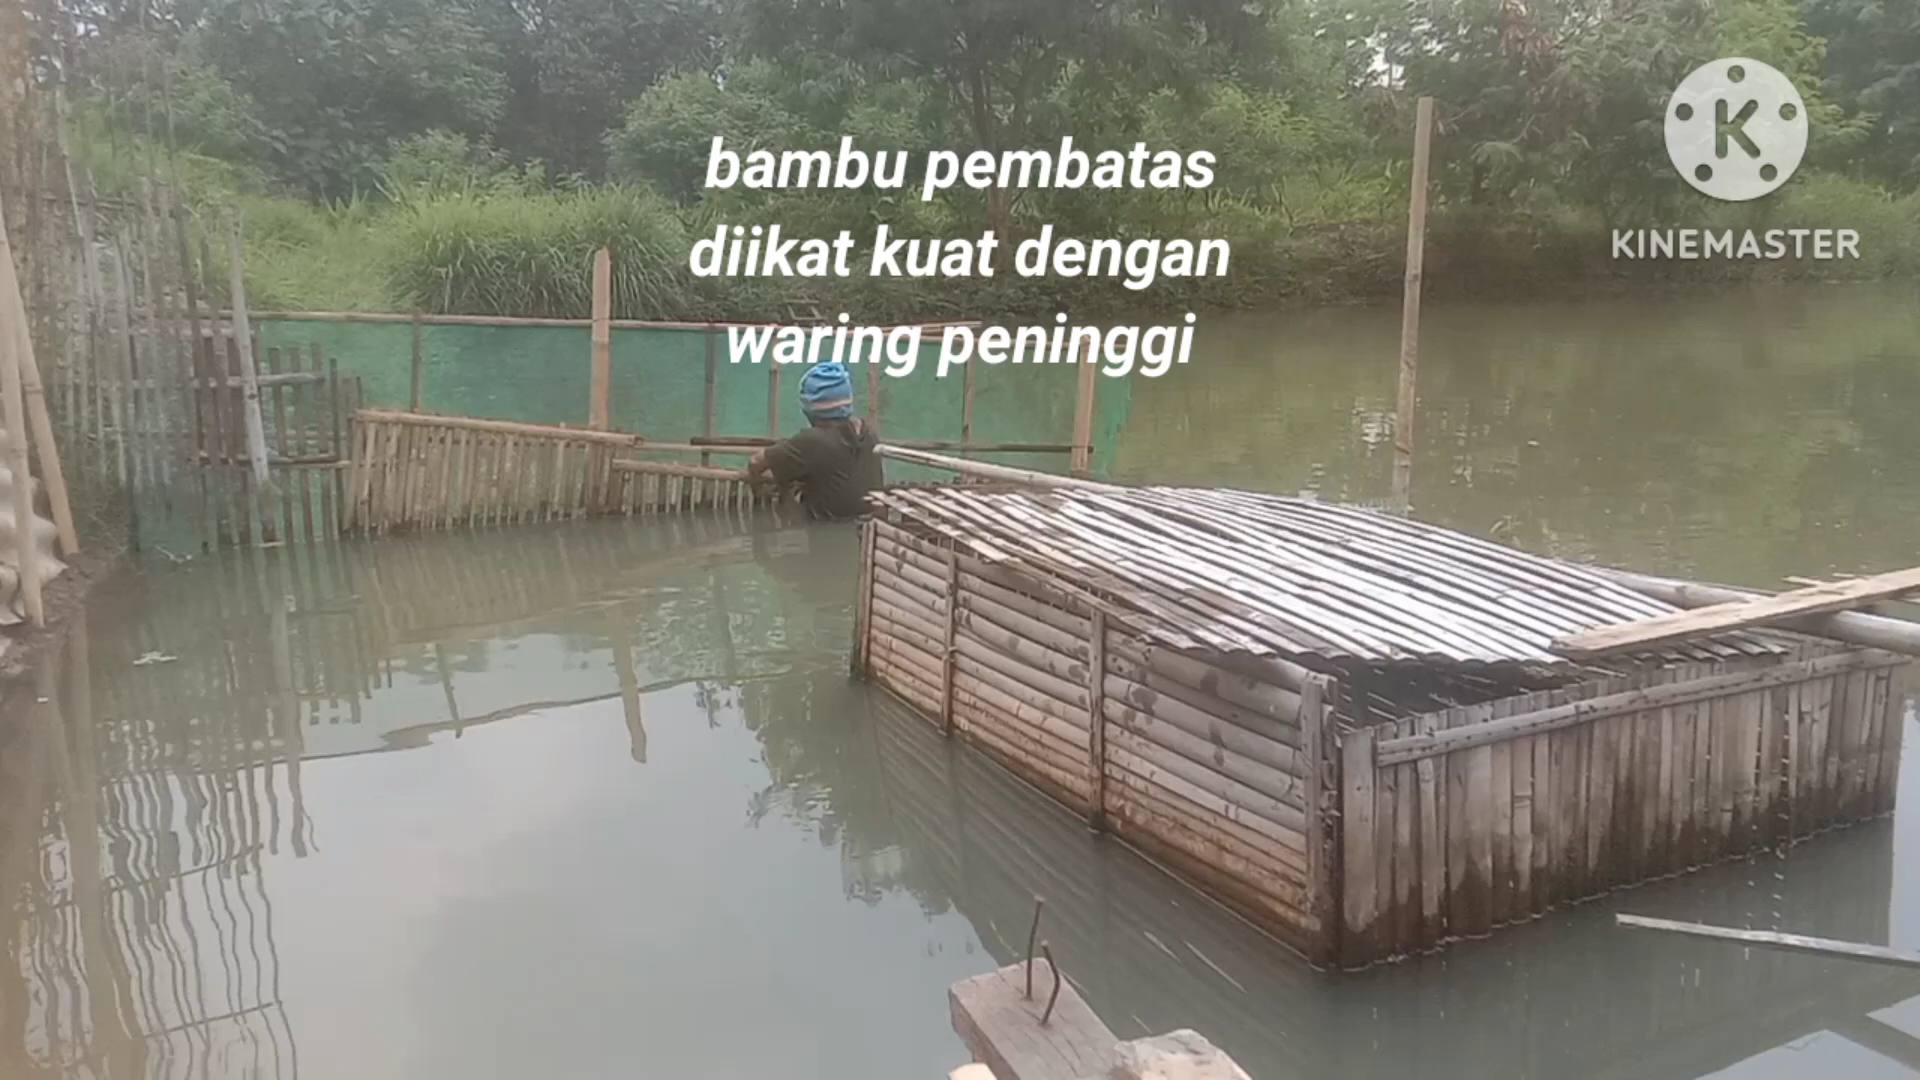 bambu pembatas
diikat kuat dengan
waring peninggi
K
KINEMASTER